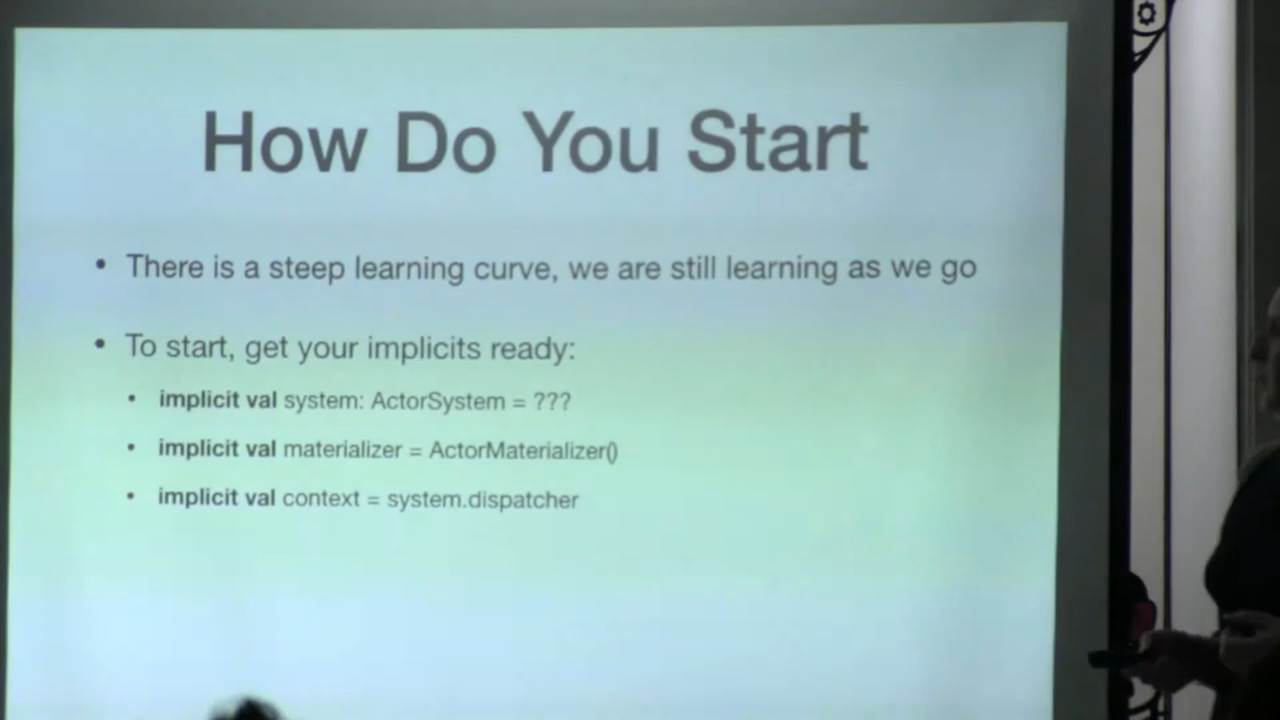 How Do You Start
• There is a steep learning curve, we are still learning as we go
• To start, get your implicits ready:
• implicit val system: ActorSystem = ???
• implicit val materializer = ActorMaterializer()
• implicit val context = system.dispatcher